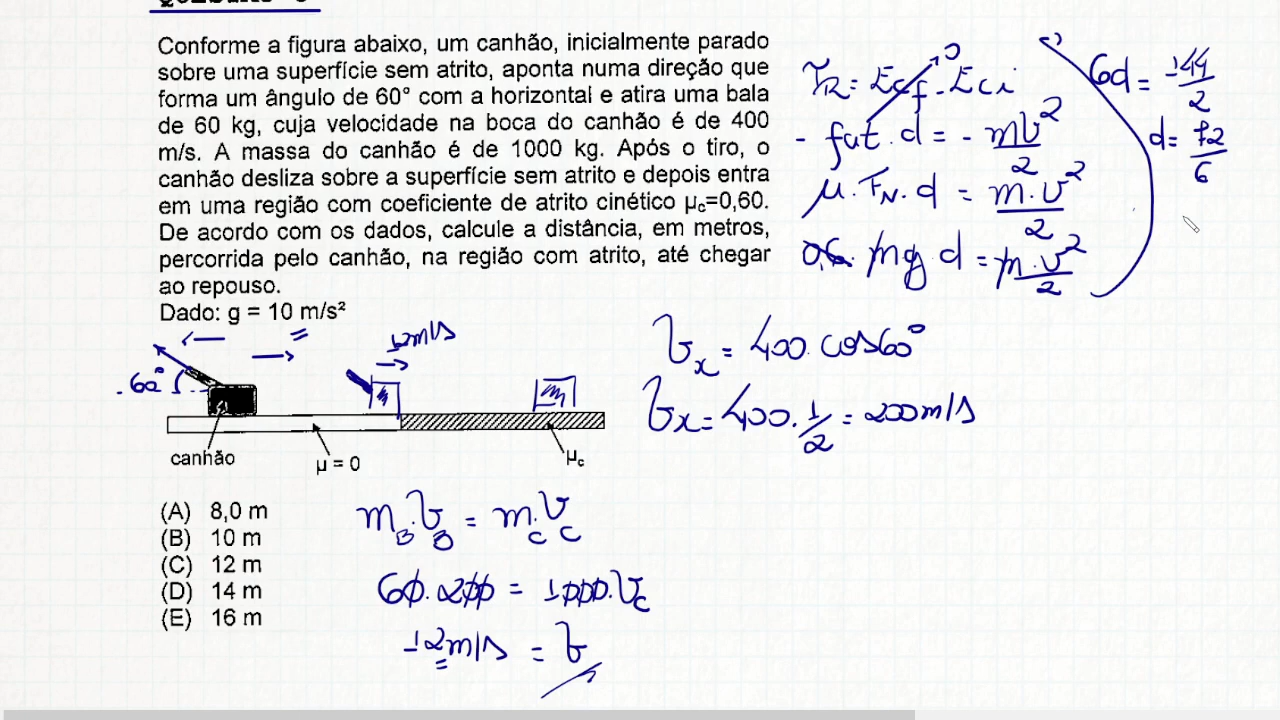 Conforme a figura abaixo, um canhão, inicialmente parado
sobre uma superfície sem atrito, aponta numa direção que
forma um ângulo de 60° com a horizontal e atira uma bala
de 60 kg, cuja velocidade na boca do canhão é de 400
m/s. A massa do canhão é de 1000 kg. Após o tiro, o
canhão desliza sobre a superfície sem atrito e depois entra
em uma região com coeficiente de atrito cinético μc=0,60.
De acordo com os dados, calcule a distância, em metros,
percorrida pelo canhão, na região com atrito, até chegar
ao repouso.
Dado: g = 10 m/s²
60°
12m/s
canhão
μ = 0
μc
(A) 8,0 m
(B) 10 m
(C) 12 m
(D) 14 m
(E) 16 m
mB.vB = mC.vC
60.200 = 1000.vC
12m/s = v
TR = Ecf - Eci
0
- fat.d = - mv²/2
μ.FN.d = m.v²/2
0,6 mg d = m.v²/2
6d = 144/2
d = 72/6
vx = 400.cos60°
vx = 400.1/2 = 200m/s